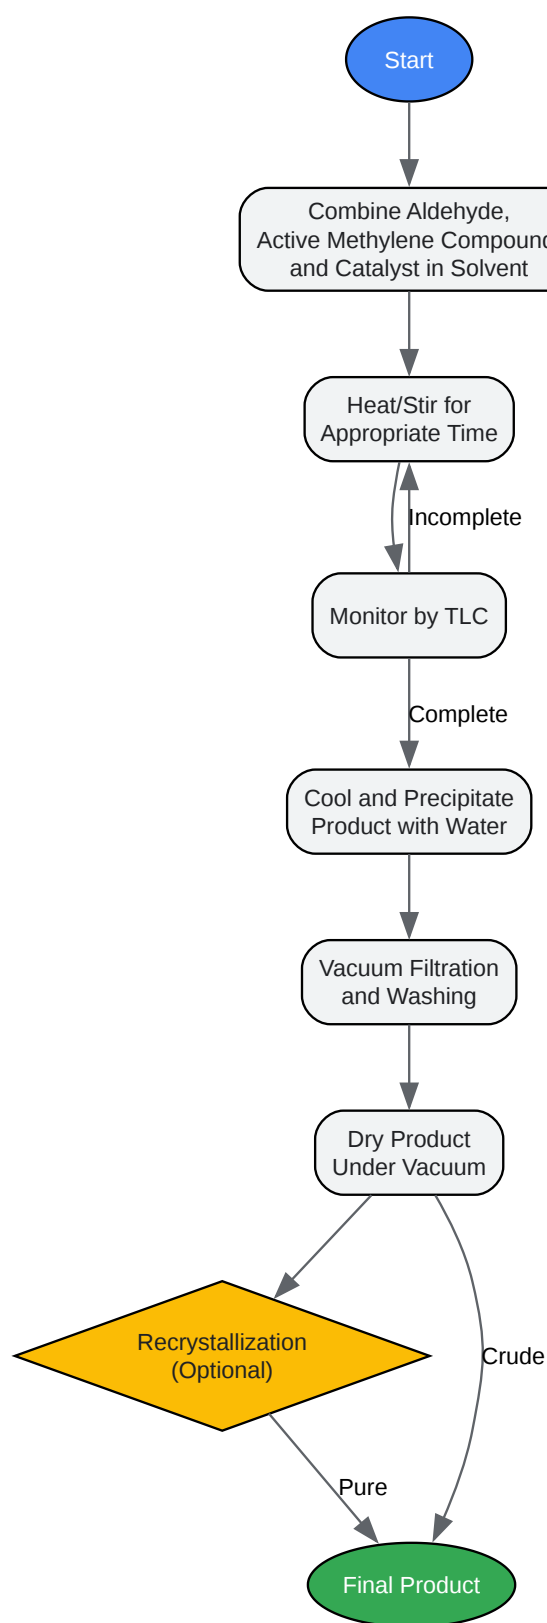 Start
Combine Aldehyde,
Active Methylene Compound
and Catalyst in Solvent
Heat/Stir for
Appropriate Time
Incomplete
Monitor by TLC
Complete
Cool and Precipitate
Product with Water
Vacuum Filtration
and Washing
Dry Product
Under Vacuum
Recrystallization
(Optional)
Crude
Pure
Final Product